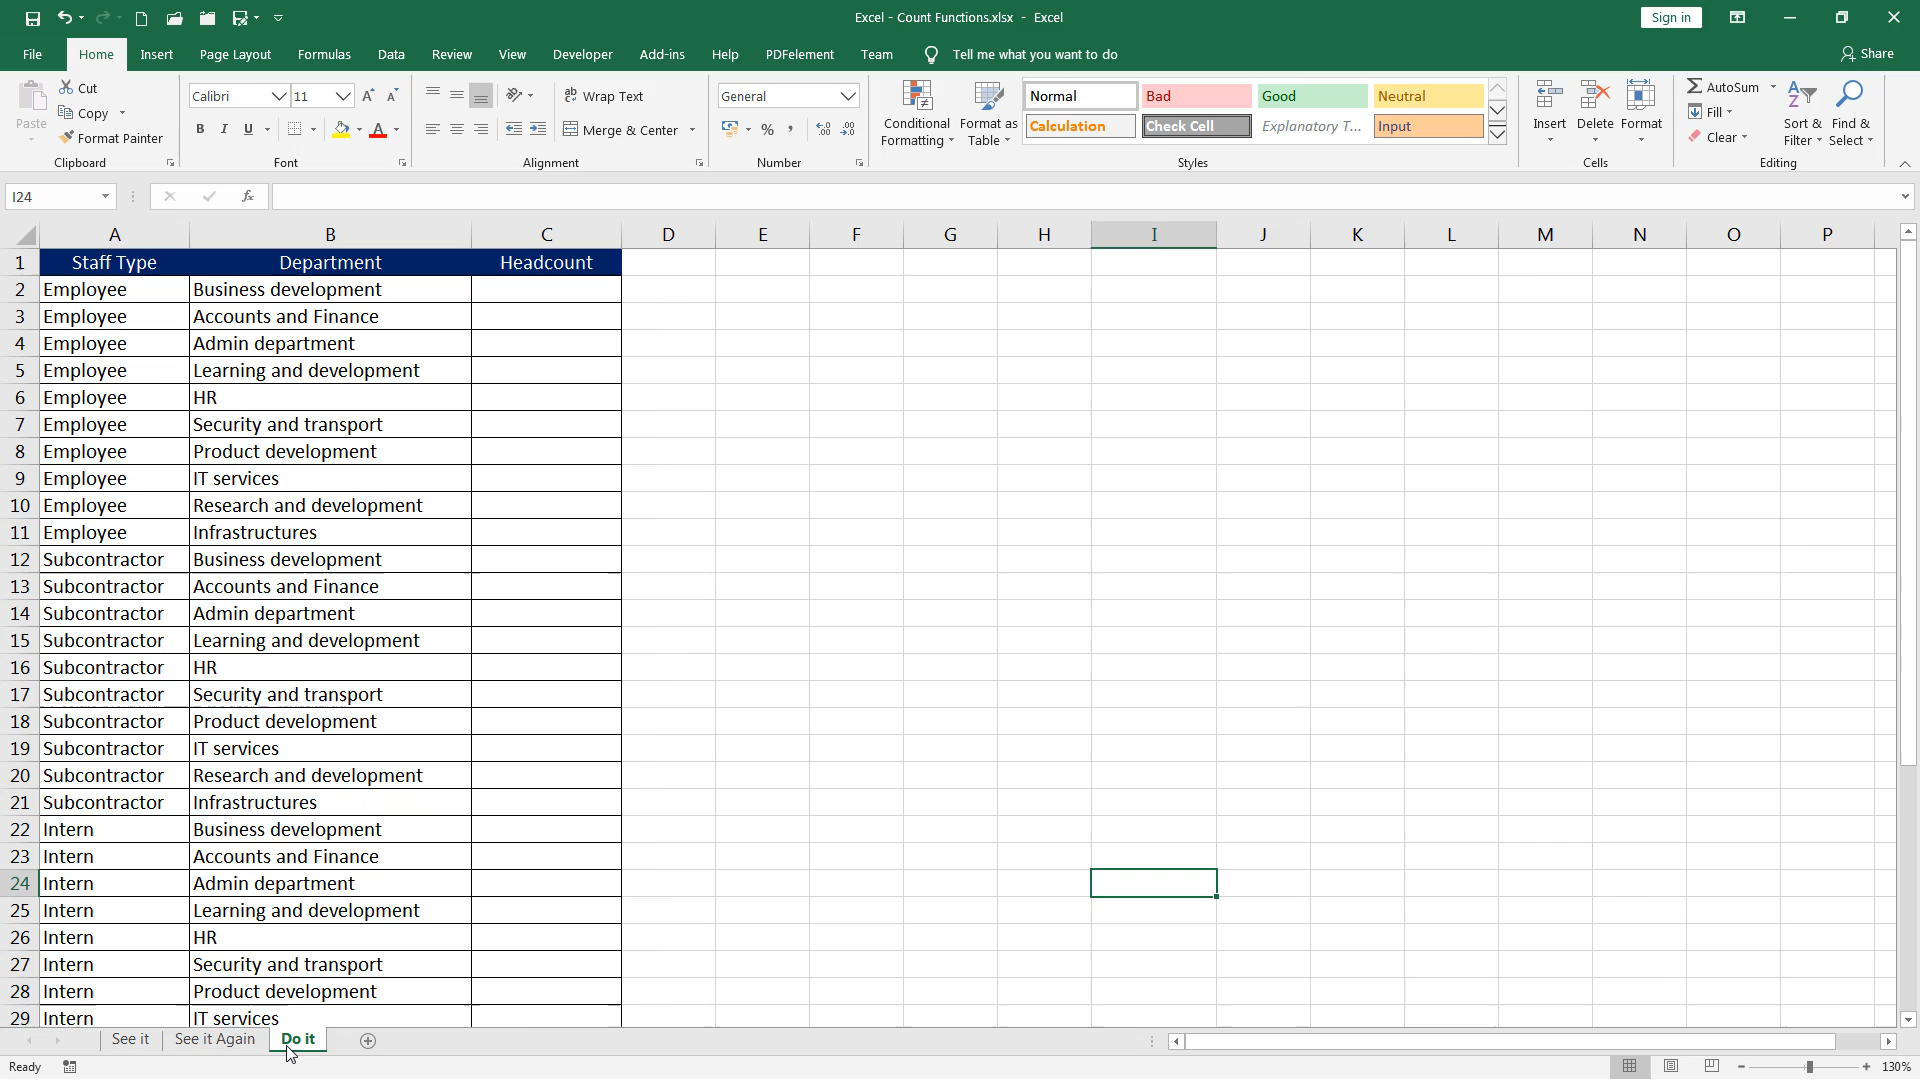 Excel - Count Functions.xlsx - Excel
Sign in
File Home Insert Page Layout Formulas Data Review View Developer Add-ins Help PDFelement Team Tell me what you want to do Share
Paste
Cut
Copy
Format Painter
Clipboard
Calibri 11
B I U
Font
Wrap Text
Merge & Center
Alignment
General
%
Number
Conditional Formatting
Format as Table
Normal Bad Good Neutral
Calculation Check Cell Explanatory T... Input
Styles
Insert Delete Format
Cells
AutoSum
Fill
Clear
Sort & Filter
Find & Select
Editing
I24 fx
A B C D E F G H I J K L M N O P
1 Staff Type Department Headcount
2 Employee Business development
3 Employee Accounts and Finance
4 Employee Admin department
5 Employee Learning and development
6 Employee HR
7 Employee Security and transport
8 Employee Product development
9 Employee IT services
10 Employee Research and development
11 Employee Infrastructures
12 Subcontractor Business development
13 Subcontractor Accounts and Finance
14 Subcontractor Admin department
15 Subcontractor Learning and development
16 Subcontractor HR
17 Subcontractor Security and transport
18 Subcontractor Product development
19 Subcontractor IT services
20 Subcontractor Research and development
21 Subcontractor Infrastructures
22 Intern Business development
23 Intern Accounts and Finance
24 Intern Admin department
25 Intern Learning and development
26 Intern HR
27 Intern Security and transport
28 Intern Product development
29 Intern IT services
See it See it Again Do it
Ready 130%